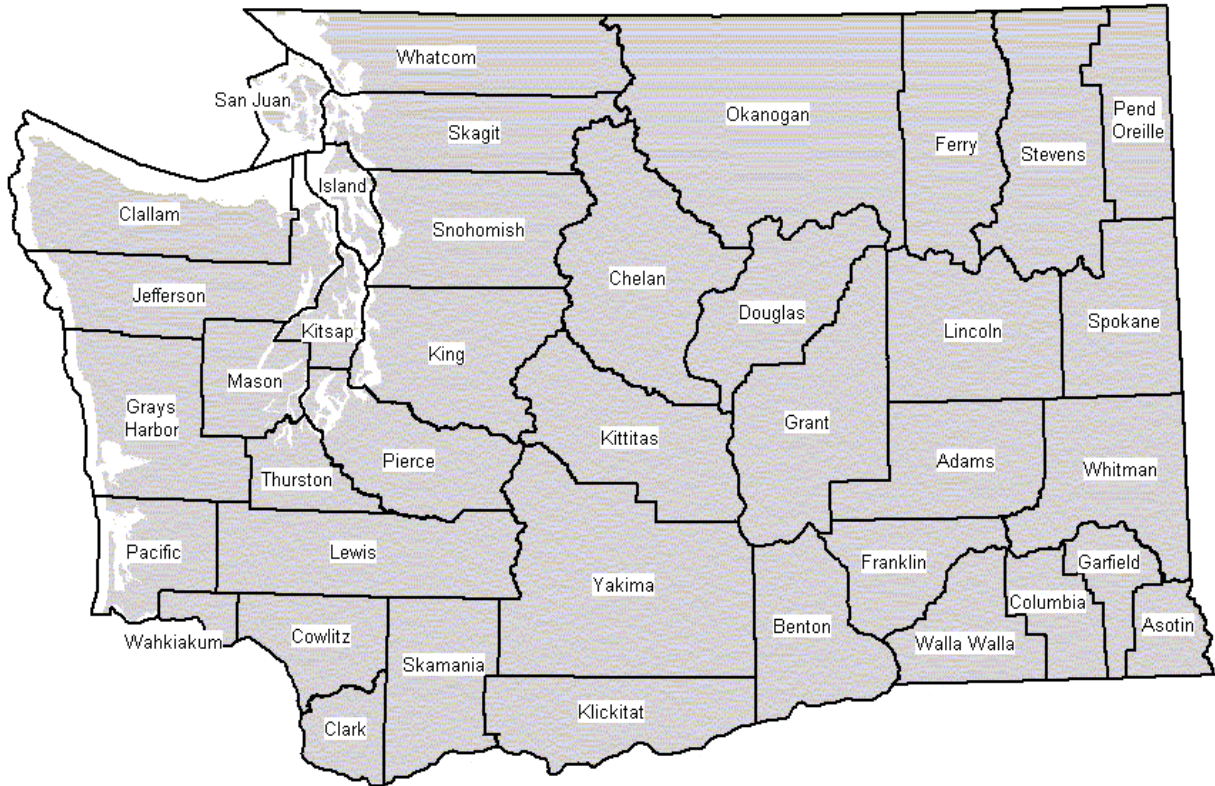 Whatcom
San Juan
Skagit
Okanogan
Pend
Oreille
Ferry
Stevens
Island
Clallam
Snohomish
Chelan
Jefferson
Kitsap
Douglas
Lincoln
Spokane
King
Mason
Grays
Harbor
Grant
Kittitas
Pierce
Thurston
Adams
Whitman
Pacific
Lewis
Yakima
Franklin
Garfield
Columbia
Benton
Asotin
Wahkiakum
Cowlitz
Walla Walla
Skamania
Klickitat
Clark